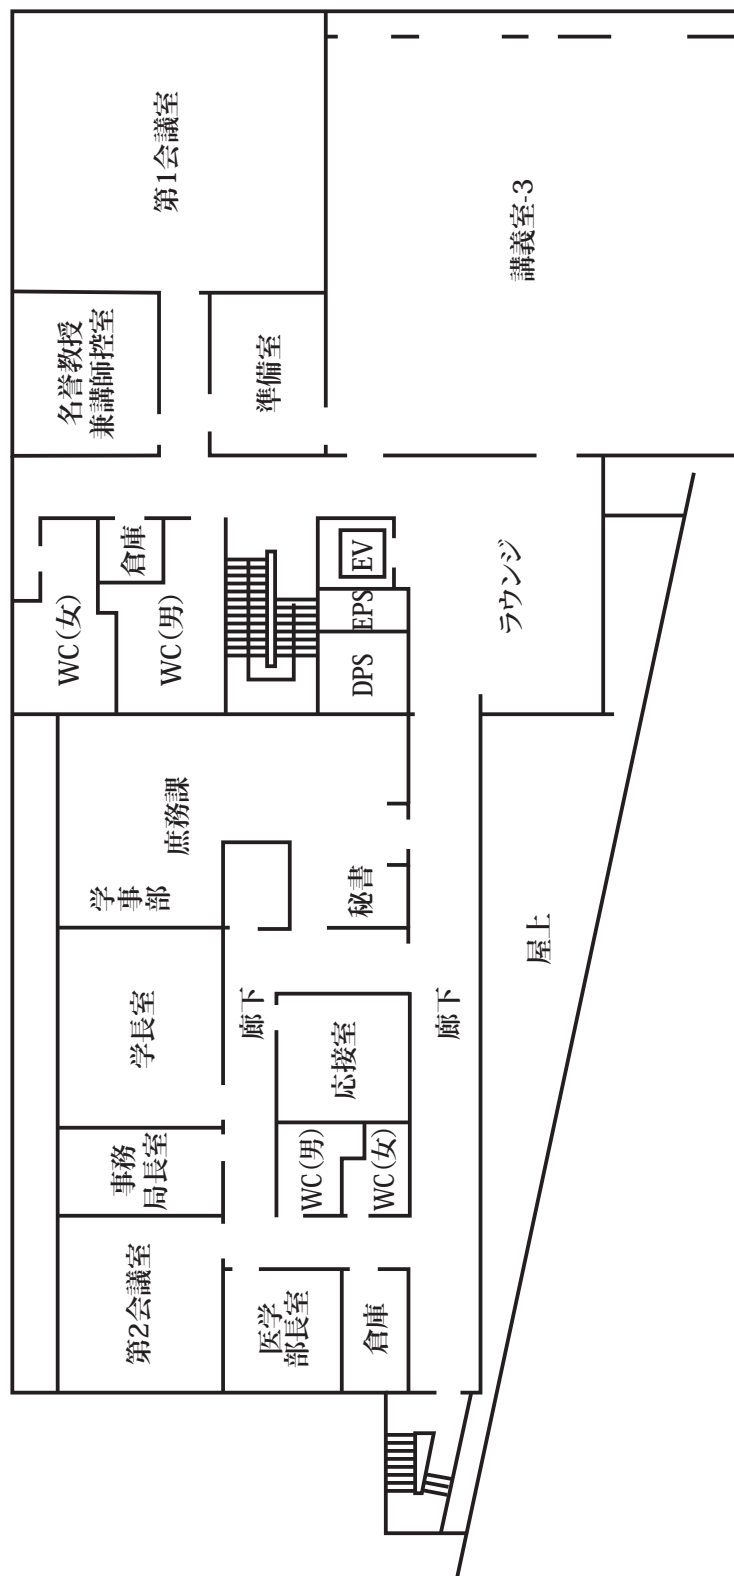 第1会議室
講義室-3
名誉教授
兼講師控室
準備室
倉庫
WC(女)
WC(男)
EV
EPS
DPS
ラウンジ
庶務課
学事部
秘書
屋上
学長室
廊下
応接室
廊下
事務
局長室
WC(男)
WC(女)
第2会議室
医学
部長室
倉庫